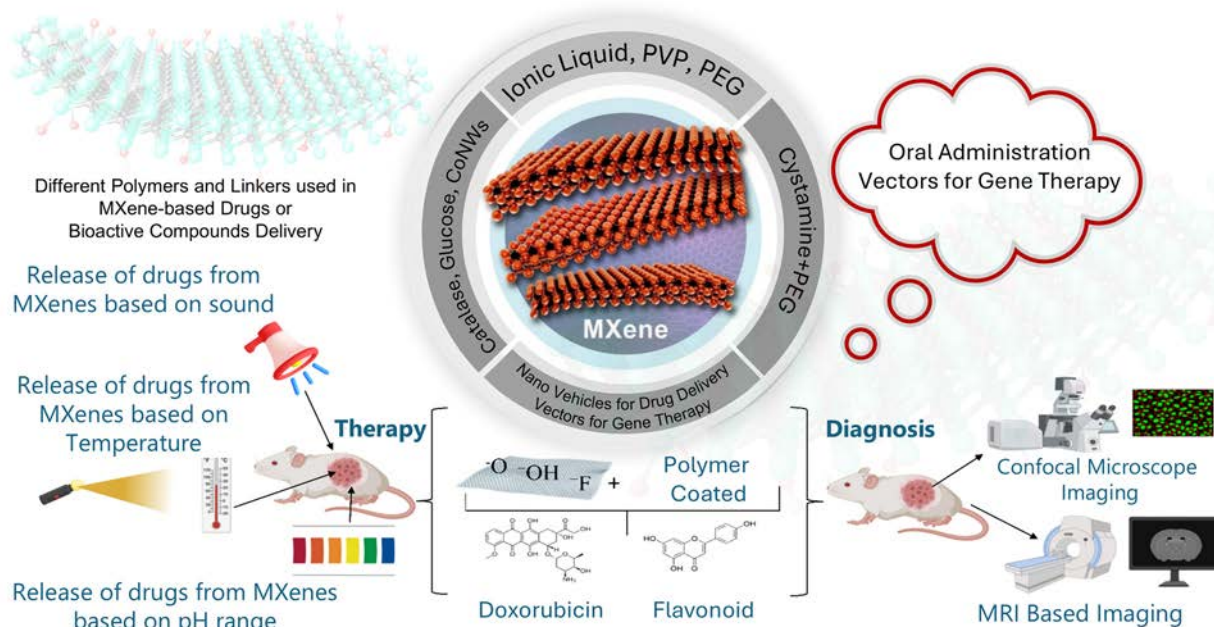 Different Polymers and Linkers used in
MXene-based Drugs or
Bioactive Compounds Delivery
Ionic Liquid, PVP, PEG
Catalase, Glucose, CoNWs
Cystamine+PEG
MXene
Nano Vehicles for Drug Delivery
Vectors for Gene Therapy
Oral Administration
Vectors for Gene Therapy
Release of drugs from
MXenes based on sound
Release of drugs from
MXenes based on
Temperature
Release of drugs from MXenes
based on pH range
Therapy
-O
-OH
-F
+
Polymer
Coated
Doxorubicin
Flavonoid
Diagnosis
Confocal Microscope
Imaging
MRI Based Imaging